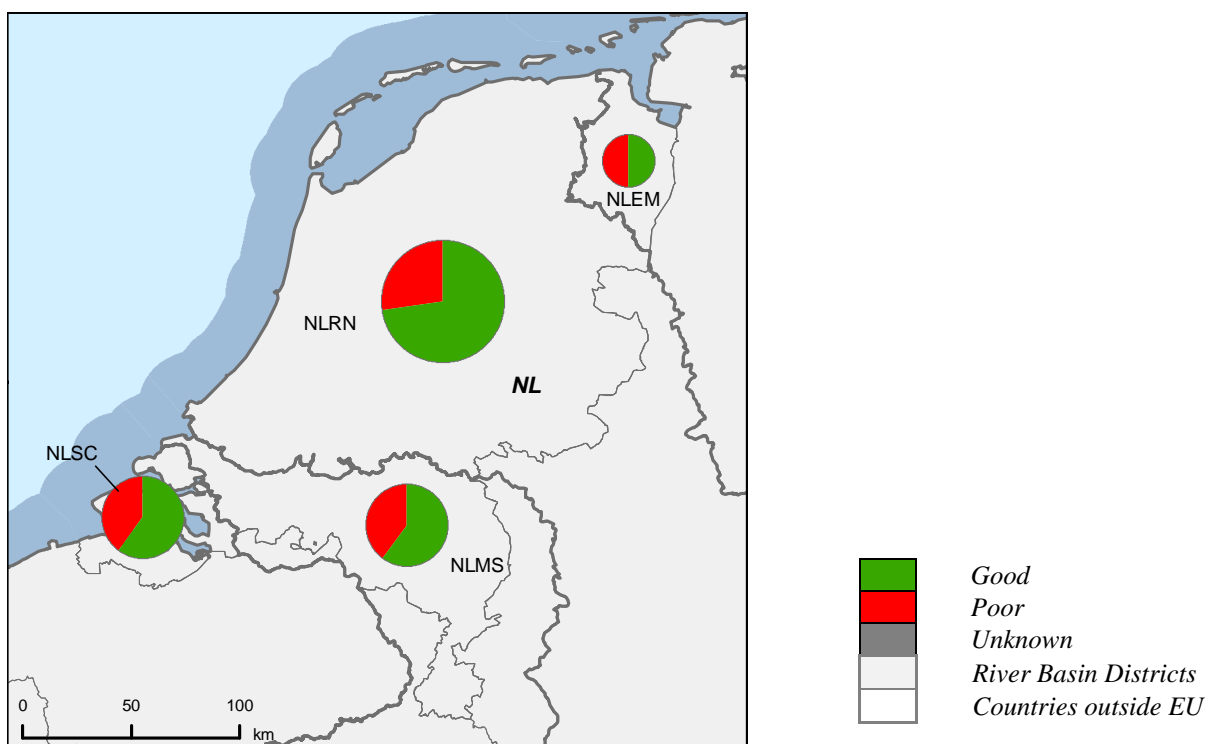 NLEM
NLRN
NL
NLSC
NLMS
0 50 100
km
Good
Poor
Unknown
River Basin Districts
Countries outside EU